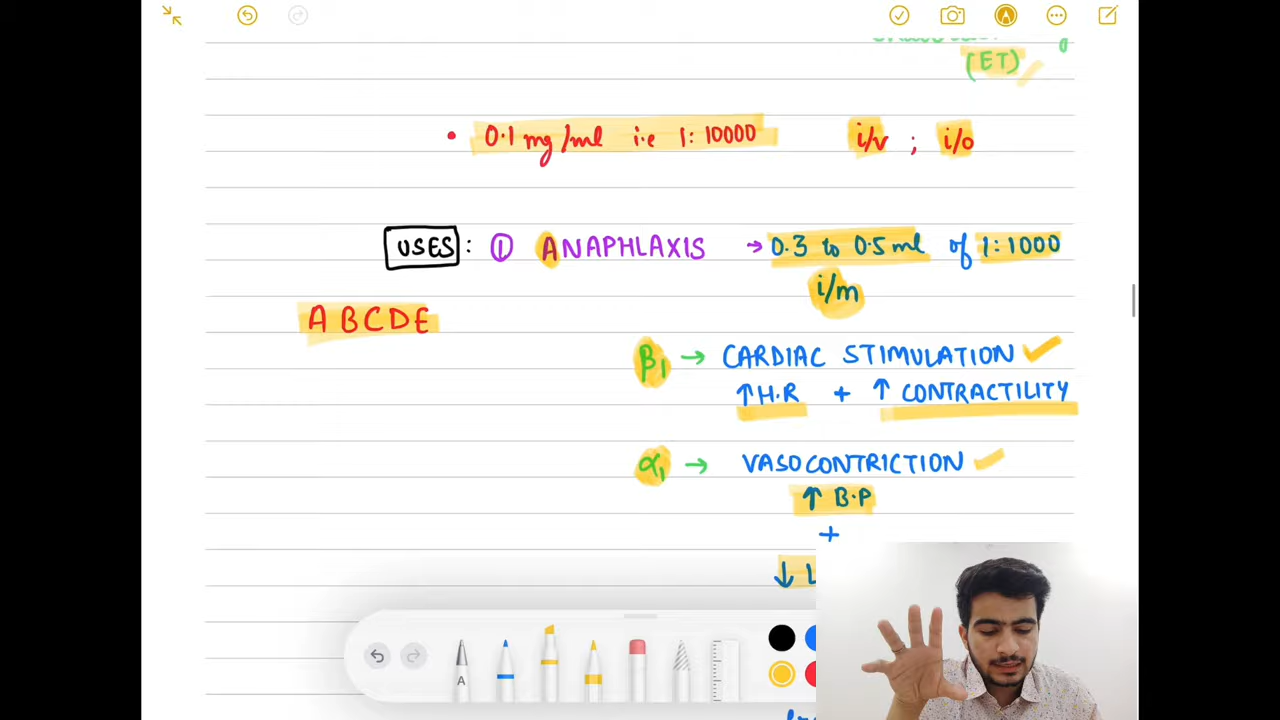 (ET)
• 0.1 mg/ml i.e 1: 10000 i/v ; i/o
USES : ① ANAPHLAXIS → 0.3 to 0.5 ml of 1:1000
i/m
A B C D E
β1 → CARDIAC STIMULATION ✓
↑ H.R + ↑ CONTRACTILITY
α1 → VASOCONTRICTION
↑ B.P
+
↓
A